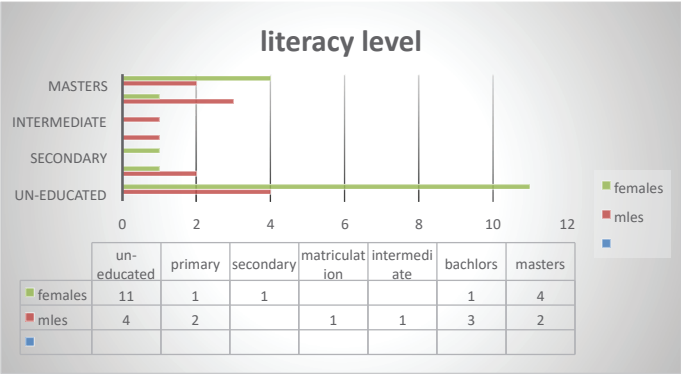 literacy level
MASTERS
INTERMEDIATE
SECONDARY
UN-EDUCATED
0 2 4 6 8 10 12
females
mles
un-
educated primary secondary matriculat
ion intermedi
ate bachlors masters
females 11 1 1 1 4
mles 4 2 1 1 3 2